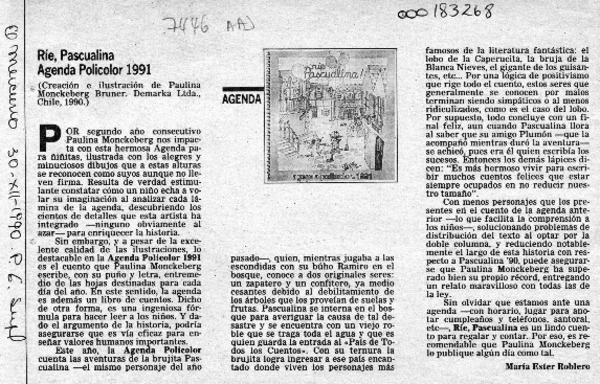 7446 AAJ
000183268
El Mercurio 30-XII-1990 P. 6. Supl
Ríe, Pascualina
Agenda Policolor 1991
(Creación e ilustración de Paulina
Monckeberg Bruner. Demarka Ltda.,
Chile, 1990.)
AGENDA
ríe
Pascualina!
POR segundo año consecutivo
Paulina Monckeberg nos impac-
ta con esta hermosa Agenda pa-
ra niñitas, ilustrada con los alegres y
minuciosos dibujos que a estas alturas
se reconocen como suyos aunque no lle-
ven firma. Resulta de verdad estimu-
lante constatar cómo un niño echa a vo-
lar su imaginación al analizar cada lá-
mina de la agenda, descubriendo los
cientos de detalles que esta artista ha
integrado —ninguno obviamente al
azar— para enriquecer la historia.
Sin embargo, y a pesar de la exce-
lente calidad de las ilustraciones, lo
destacable en la Agenda Policolor 1991
es el cuento que Paulina Monckeberg
escribe, con su puño y letra, entreme-
dio de las hojas destinadas para cada
día del año. En este sentido, la agenda
es además un libro de cuentos. Dicho
de otra forma, es una ingeniosa fór-
mula para hacer leer a los niños. Y da-
do el argumento de la historia, podría
asegurarse que es vía eficaz para en-
señar valores humanos importantes.
Este año, la Agenda Policolor
cuenta las aventuras de la brujita Pas-
cualina —el mismo personaje del año
pasado—, quien, mientras jugaba a las
escondidas con su búho Ramiro en el
bosque, conoce a dos originales seres:
un zapatero y un confitero, ya medio
cesantes debido al debilitamiento de
los árboles que los proveían de suelas y
frutas. Pascualina se interna en el bos-
que para averiguar la causa de tal de-
sastre y se encuentra con un viejo ro-
ble que se traga toda el agua y que es
quien guarda la entrada al «País de To-
dos los Cuentos». Con su ternura la
brujita logra ingresar a ese país encan-
tado donde viven los personajes más
famosos de la literatura fantástica: el
lobo de la Caperucita, la bruja de la
Blanca Nieves, el gigante de los guisan-
tes, etc... Por una lógica de positivismo
que rige todo el cuento, estos seres que
generalmente se conocen por malos
terminan siendo simpáticos o al menos
ridiculizados, como es el caso del lobo.
Por supuesto, todo concluye con un fi-
nal feliz, aun cuando Pascualina llora
al saber que su amigo Plumón —que la
acompañó mientras duró la aventura—
se achicó, pues era él quien escribía los
sucesos. Entonces los demás lápices di-
cen: "Es más hermoso vivir para escri-
bir muchos cuentos felices que estar
siempre ocupados en no reducir nues-
tro tamaño".
Con menos personajes que los pre-
sentes en el cuento de la agenda ante-
rior —lo que facilita la comprensión a
los niños—, solucionando problemas de
distribución del texto al optar por la
doble columna, y reduciendo notable-
mente el largo de esta historia con res-
pecto a Pascualina '90, puede asegurar-
se que Paulina Monckeberg ha supe-
rado bien su propio récord, entregando
un relato maravilloso con todas las de
la ley.
Sin olvidar que estamos ante una
agenda —con horario, lugar para ano-
tar cumpleaños y teléfonos, santoral,
etc.—, Ríe, Pascualina es un lindo cuen-
to para regalar y contar. Por eso, es re-
comendable que Paulina Monckeberg
lo publique algún día como tal.
María Ester Roblero